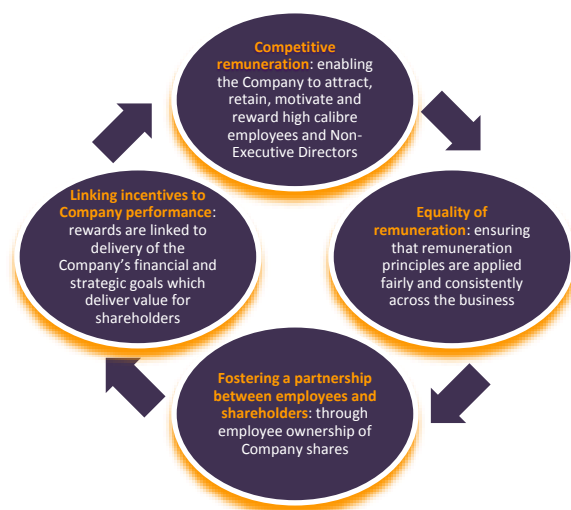 Competitive
remuneration: enabling
the Company to attract,
retain, motivate and
reward high calibre
employees and Non-
Executive Directors
Equality of
remuneration: ensuring
that remuneration
principles are applied
fairly and consistently
across the business
Fostering a partnership
between employees and
shareholders: through
employee ownership of
Company shares
Linking incentives to
Company performance:
rewards are linked to
delivery of the
Company’s financial and
strategic goals which
deliver value for
shareholders